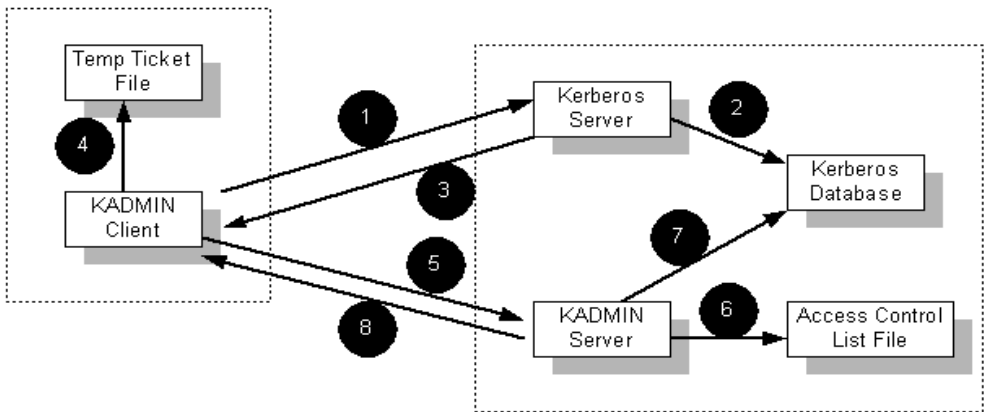 Temp Ticket
File
4
KADMIN
Client
1
3
5
8
Kerberos
Server
2
Kerberos
Database
7
KADMIN
Server
6
Access Control
List File